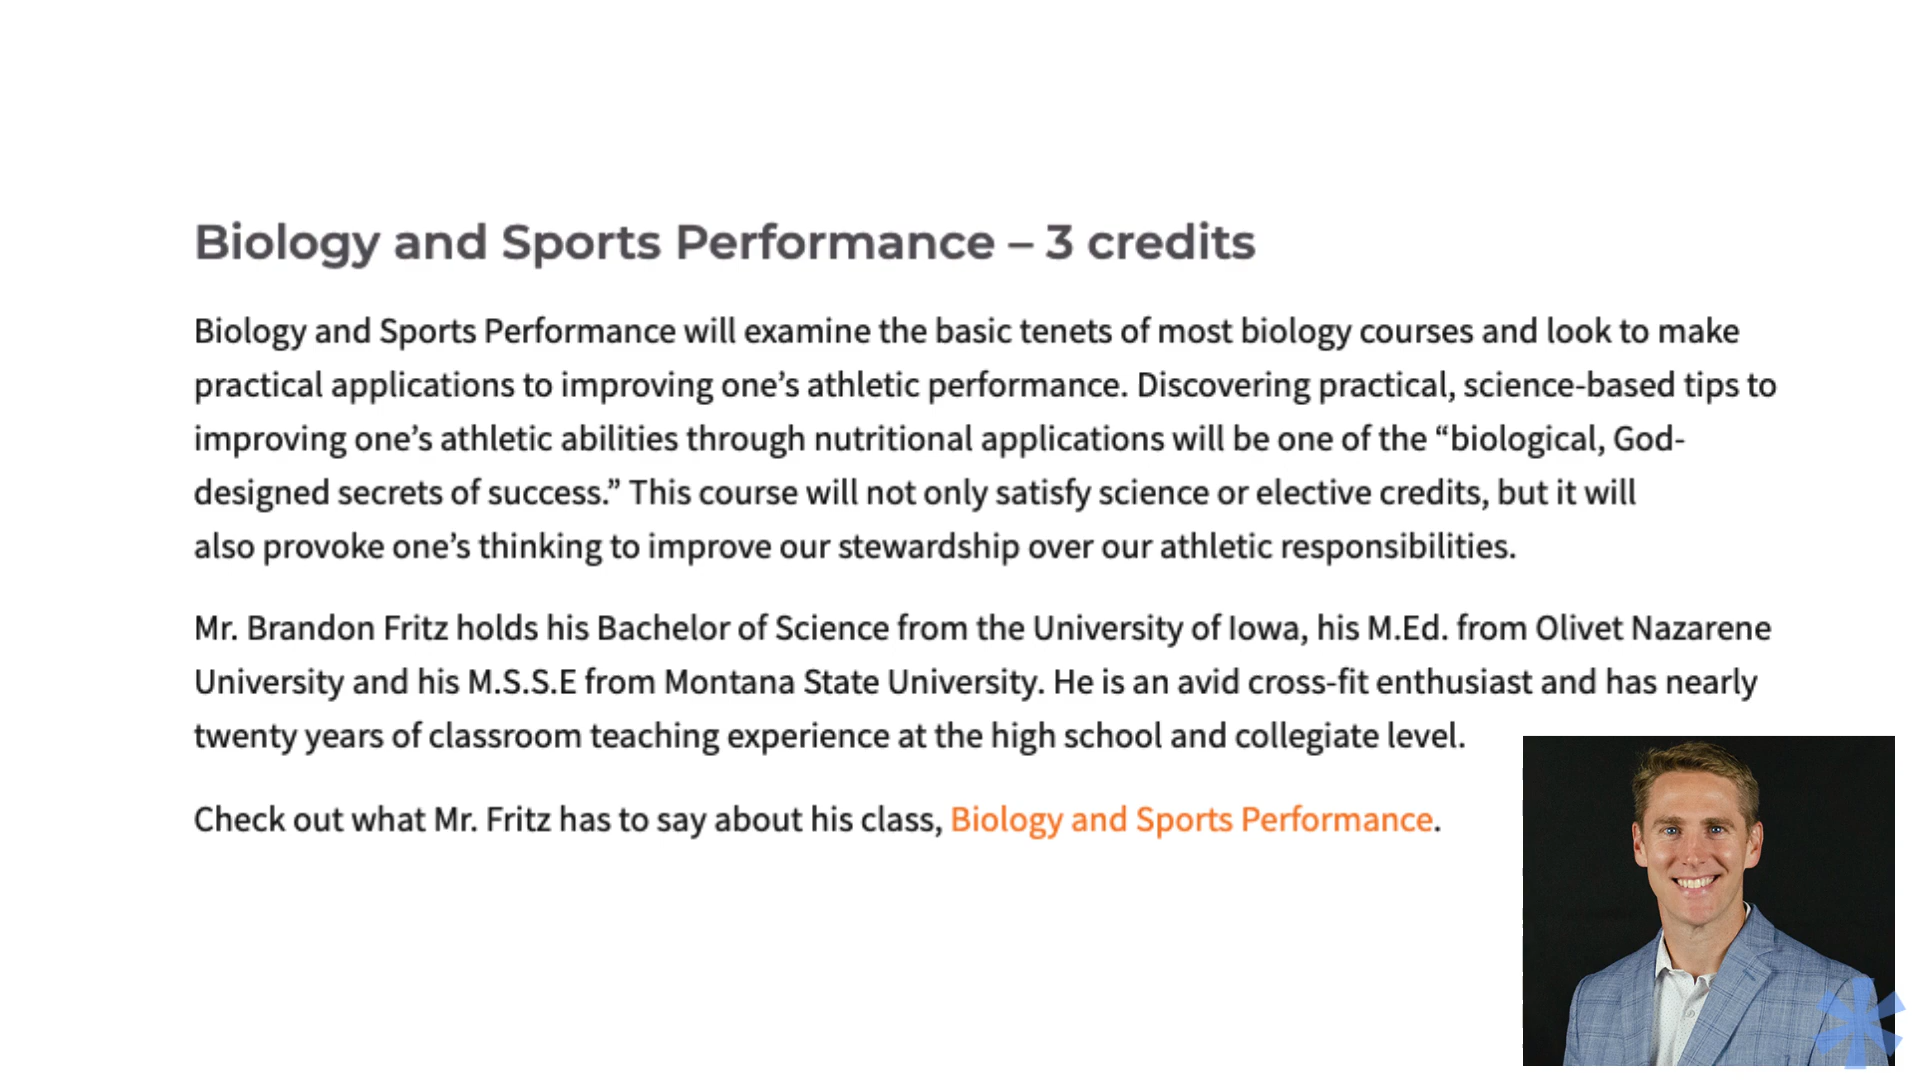 Biology and Sports Performance – 3 credits
Biology and Sports Performance will examine the basic tenets of most biology courses and look to make
practical applications to improving one’s athletic performance. Discovering practical, science-based tips to
improving one’s athletic abilities through nutritional applications will be one of the “biological, God-
designed secrets of success.” This course will not only satisfy science or elective credits, but it will
also provoke one’s thinking to improve our stewardship over our athletic responsibilities.
Mr. Brandon Fritz holds his Bachelor of Science from the University of Iowa, his M.Ed. from Olivet Nazarene
University and his M.S.S.E from Montana State University. He is an avid cross-fit enthusiast and has nearly
twenty years of classroom teaching experience at the high school and collegiate level.
Check out what Mr. Fritz has to say about his class, Biology and Sports Performance.